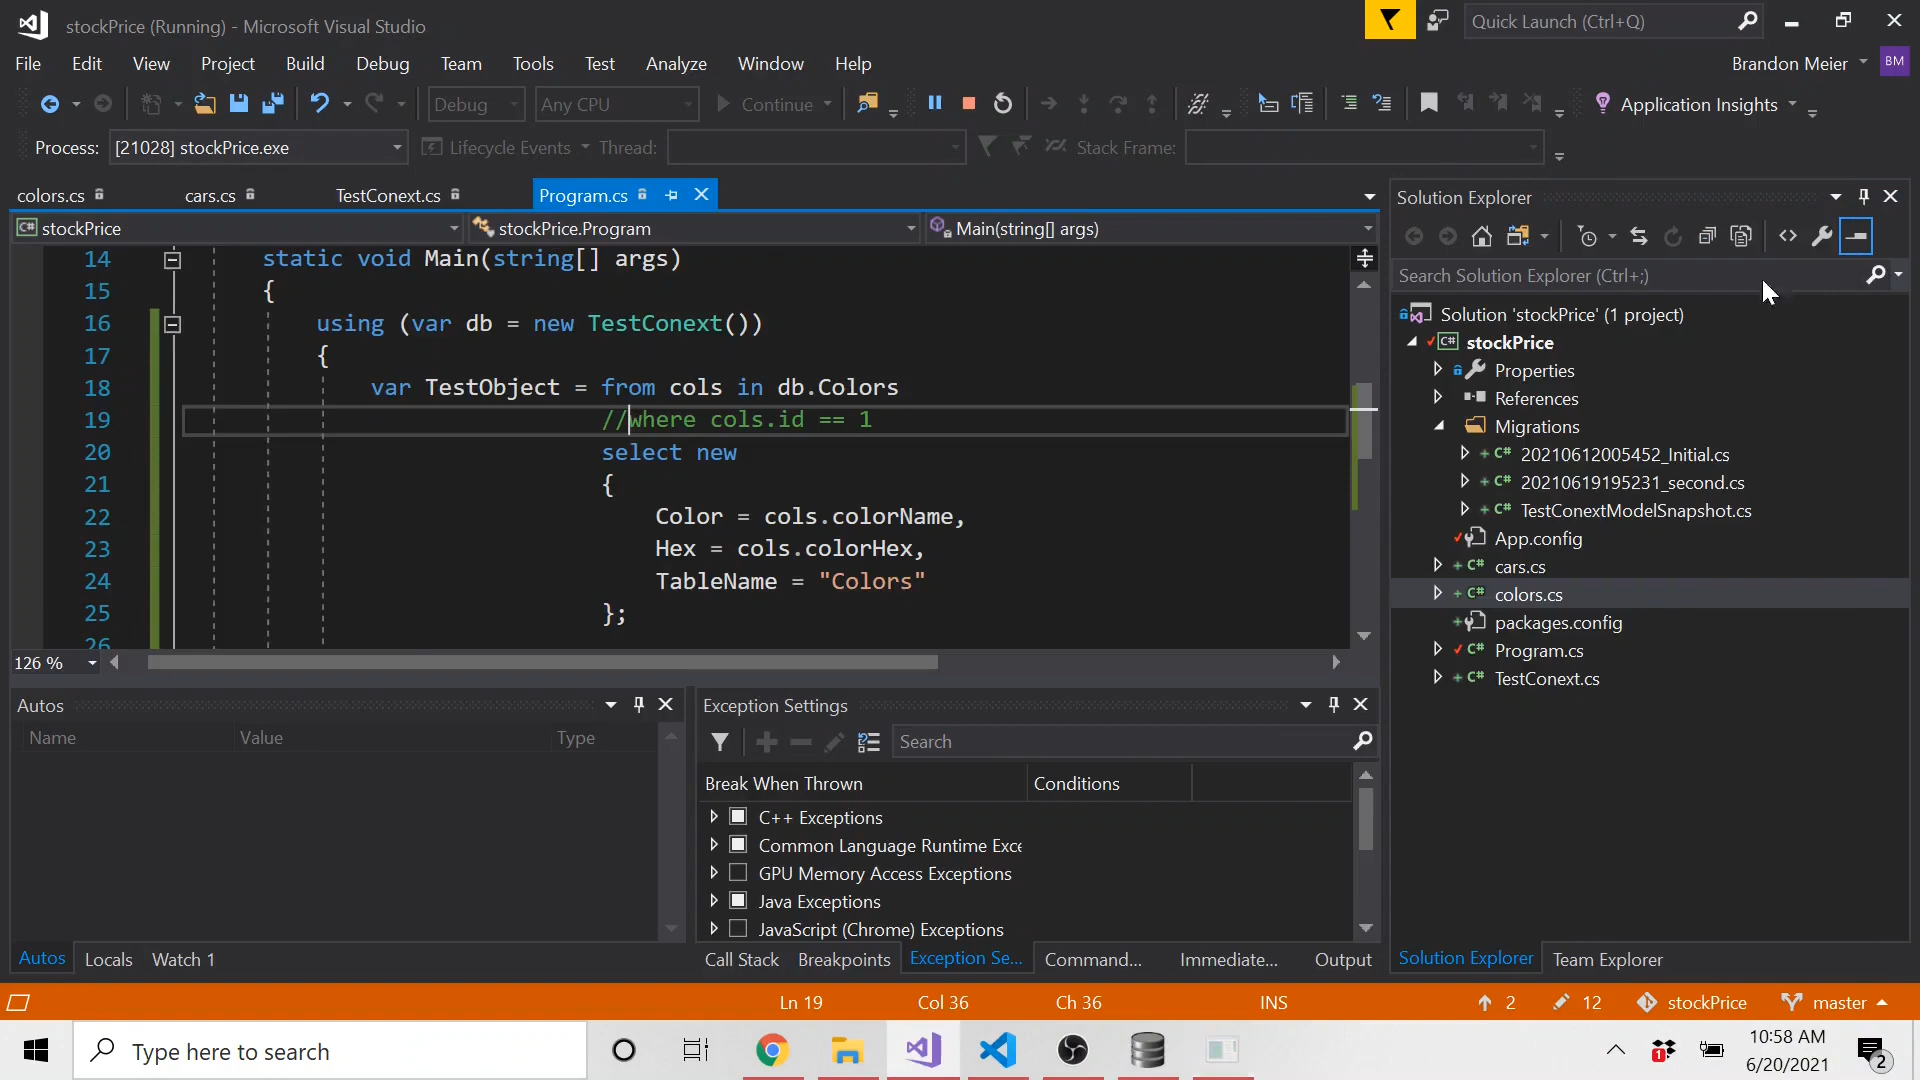 stockPrice (Running) - Microsoft Visual Studio
Quick Launch (Ctrl+Q)
File Edit View Project Build Debug Team Tools Test Analyze Window Help
Brandon Meier BM
Debug Any CPU Continue Application Insights
Process: [21028] stockPrice.exe Lifecycle Events Thread: Stack Frame:
colors.cs cars.cs TestConext.cs Program.cs
stockPrice stockPrice.Program Main(string[] args)
14 static void Main(string[] args)
15 {
16 using (var db = new TestConext())
17 {
18 var TestObject = from cols in db.Colors
19 //where cols.id == 1
20 select new
21 {
22 Color = cols.colorName,
23 Hex = cols.colorHex,
24 TableName = "Colors"
25 };
26
126 %
Solution Explorer
Search Solution Explorer (Ctrl+;)
Solution 'stockPrice' (1 project)
C# stockPrice
Properties
References
Migrations
C# 20210612005452_Initial.cs
C# 20210619195231_second.cs
C# TestConextModelSnapshot.cs
App.config
C# cars.cs
C# colors.cs
packages.config
C# Program.cs
C# TestConext.cs
Solution Explorer Team Explorer
Autos
Name Value Type
Autos Locals Watch 1
Exception Settings
Search
Break When Thrown Conditions
C++ Exceptions
Common Language Runtime Exce
GPU Memory Access Exceptions
Java Exceptions
JavaScript (Chrome) Exceptions
Call Stack Breakpoints Exception Se... Command... Immediate... Output
Ln 19 Col 36 Ch 36 INS 2 12 stockPrice master
Type here to search
1
10:58 AM
6/20/2021
2